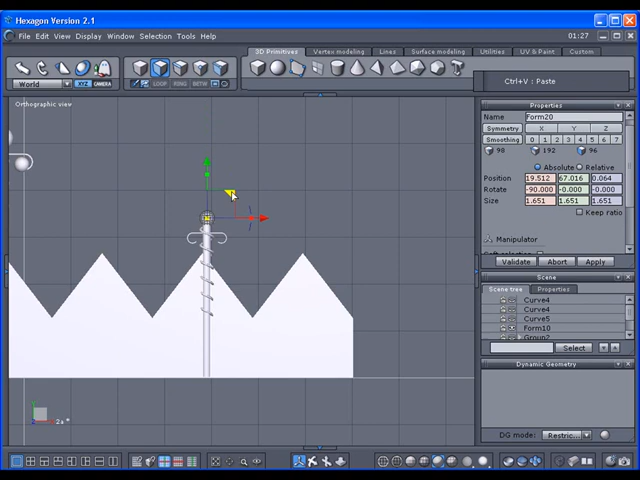 Hexagon Version 2.1
File Edit View Display Window Selection Tools Help 01:27
3D Primitives Vertex modeling Lines Surface modeling Utilities UV & Paint Custom
World XYZ CAMERA LOOP RING BETW
Ctrl+V : Paste
Orthographic view
Properties
Name Form20
Symmetry X Y Z
Smoothing 0 1 2 3 4 5 6 7
98 192 96
Absolute Relative
Position 19.512 67.016 0.064
Rotate -90.000 -0.000 -0.000
Size 1.651 1.651 1.651
Keep ratio
Manipulator
Validate Abort Apply
Scene
Scene tree Properties
Curve4
Curve4
Curve5
Form10
Group2
Select
Dynamic Geometry
DG mode: Restric...